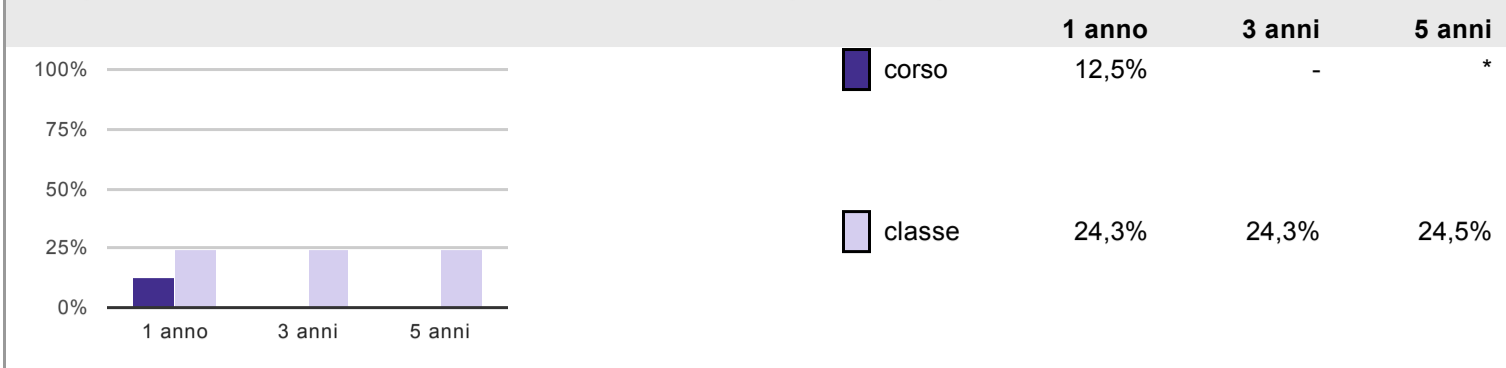 1 anno 3 anni 5 anni
100%
75%
50%
25%
0%
1 anno 3 anni 5 anni
corso 12,5% - *
classe 24,3% 24,3% 24,5%